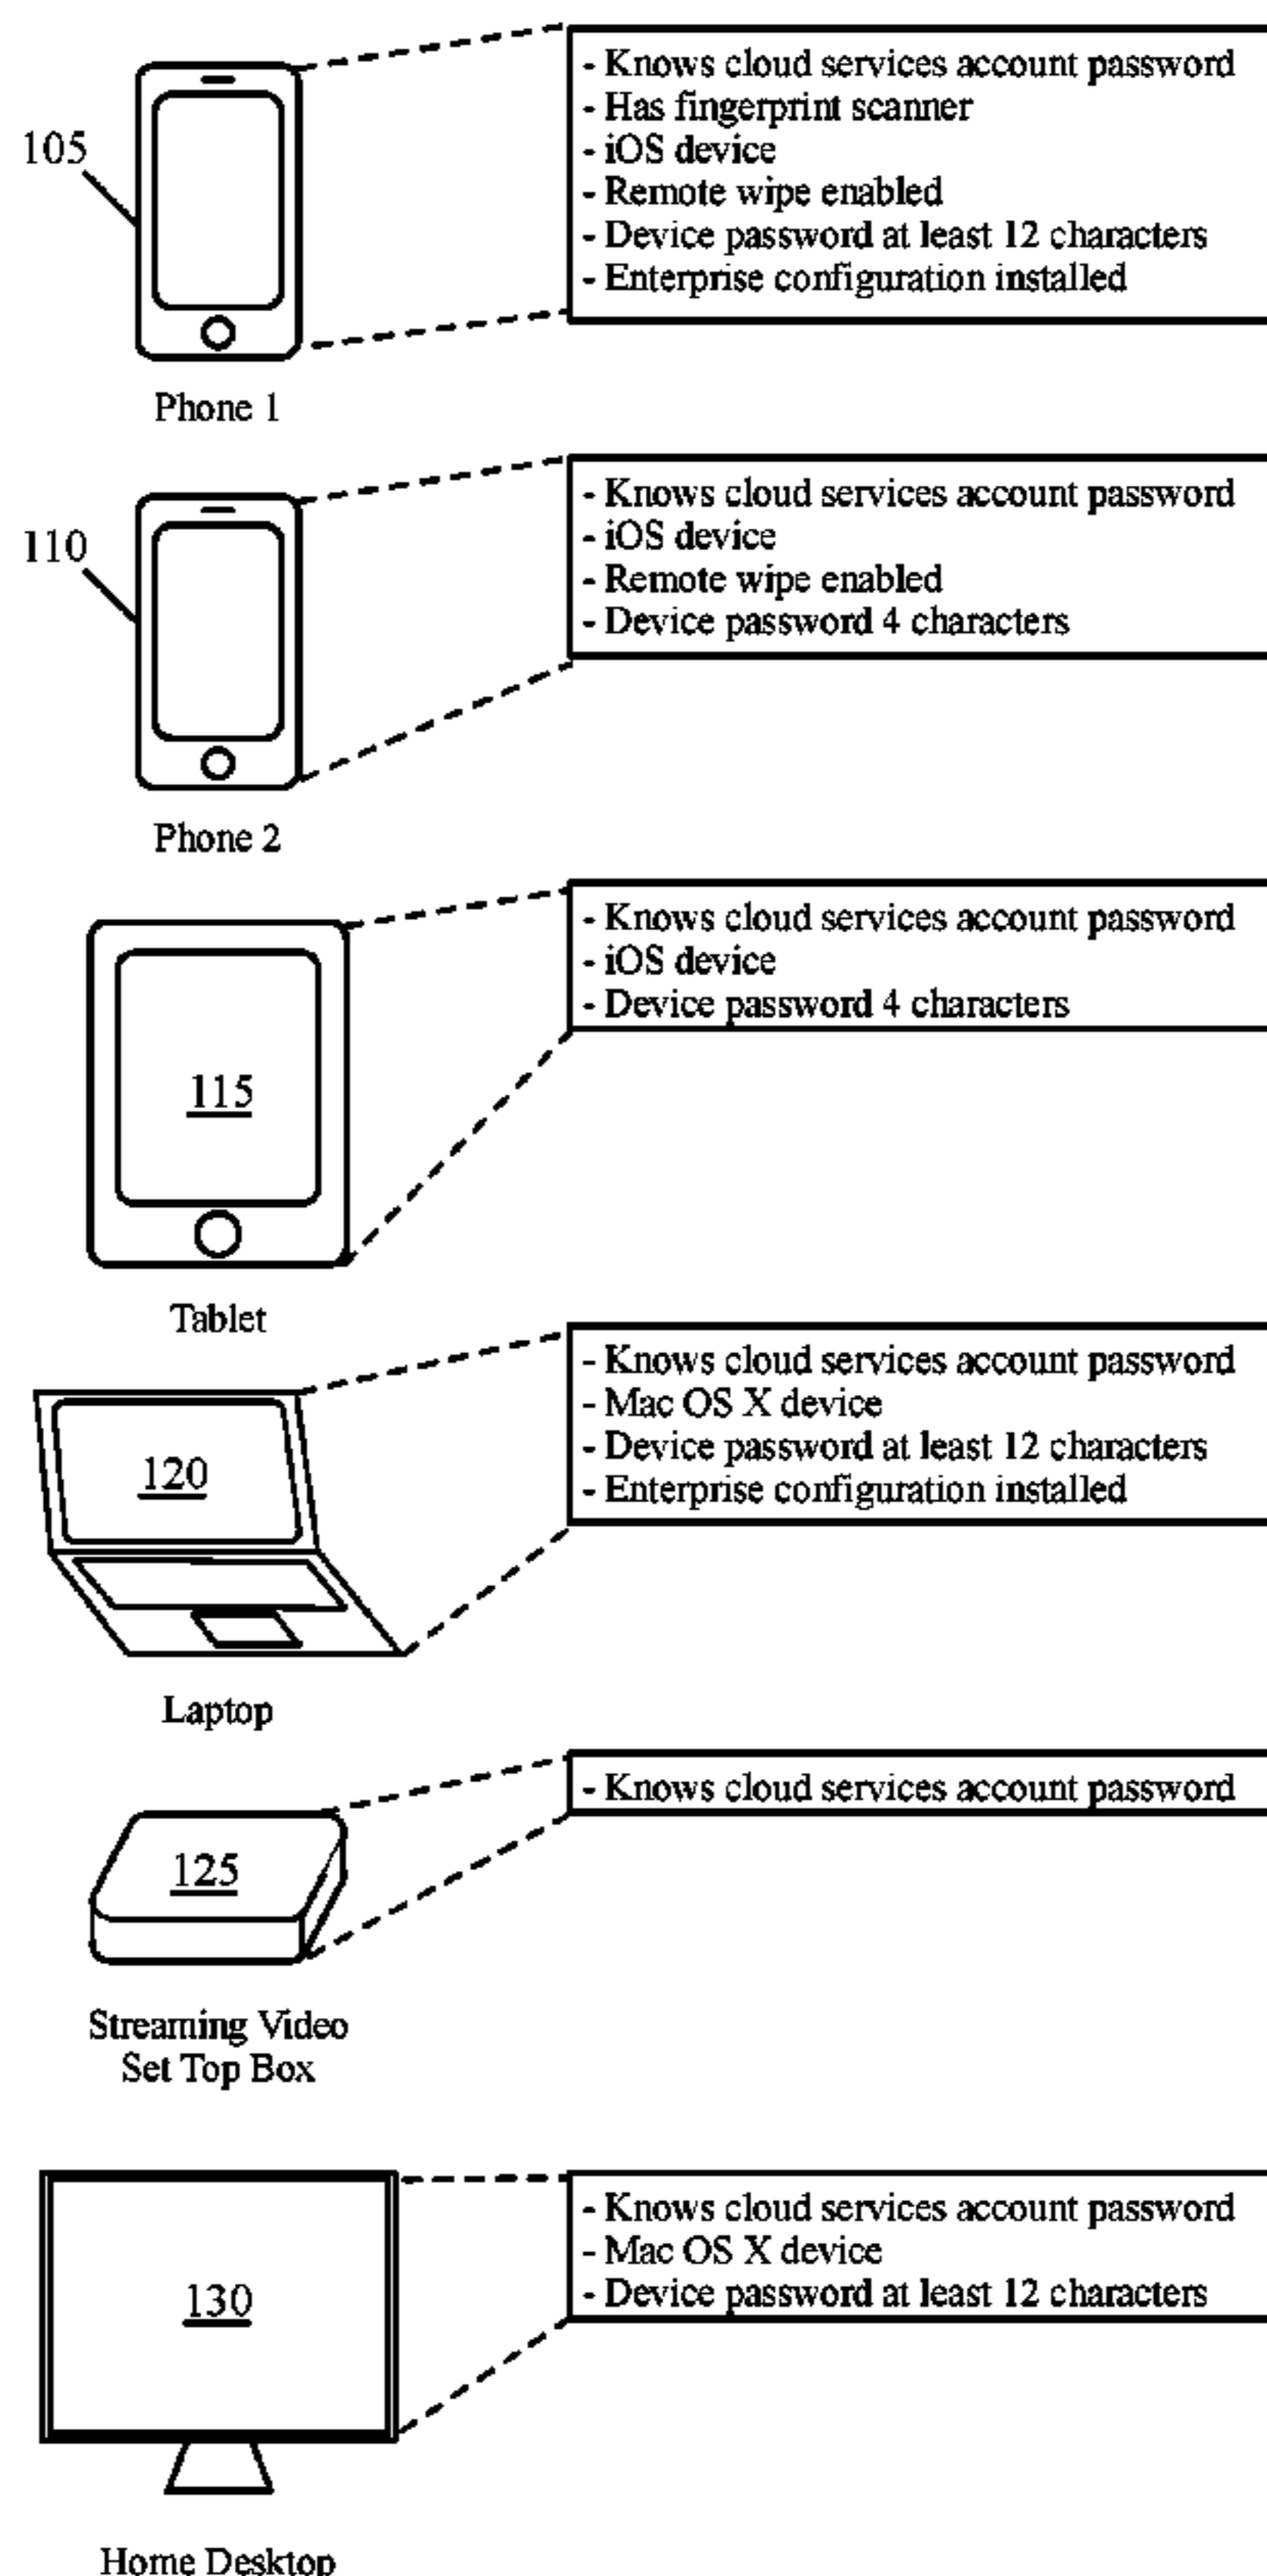 - Knows cloud services account password
- Has fingerprint scanner
- iOS device
- Remote wipe enabled
- Device password at least 12 characters
- Enterprise configuration installed
105
Phone 1
- Knows cloud services account password
- iOS device
- Remote wipe enabled
- Device password 4 characters
110
Phone 2
- Knows cloud services account password
- iOS device
- Device password 4 characters
115
Tablet
- Knows cloud services account password
- Mac OS X device
- Device password at least 12 characters
- Enterprise configuration installed
120
Laptop
- Knows cloud services account password
125
Streaming Video
Set Top Box
- Knows cloud services account password
- Mac OS X device
- Device password at least 12 characters
130
Home Desktop